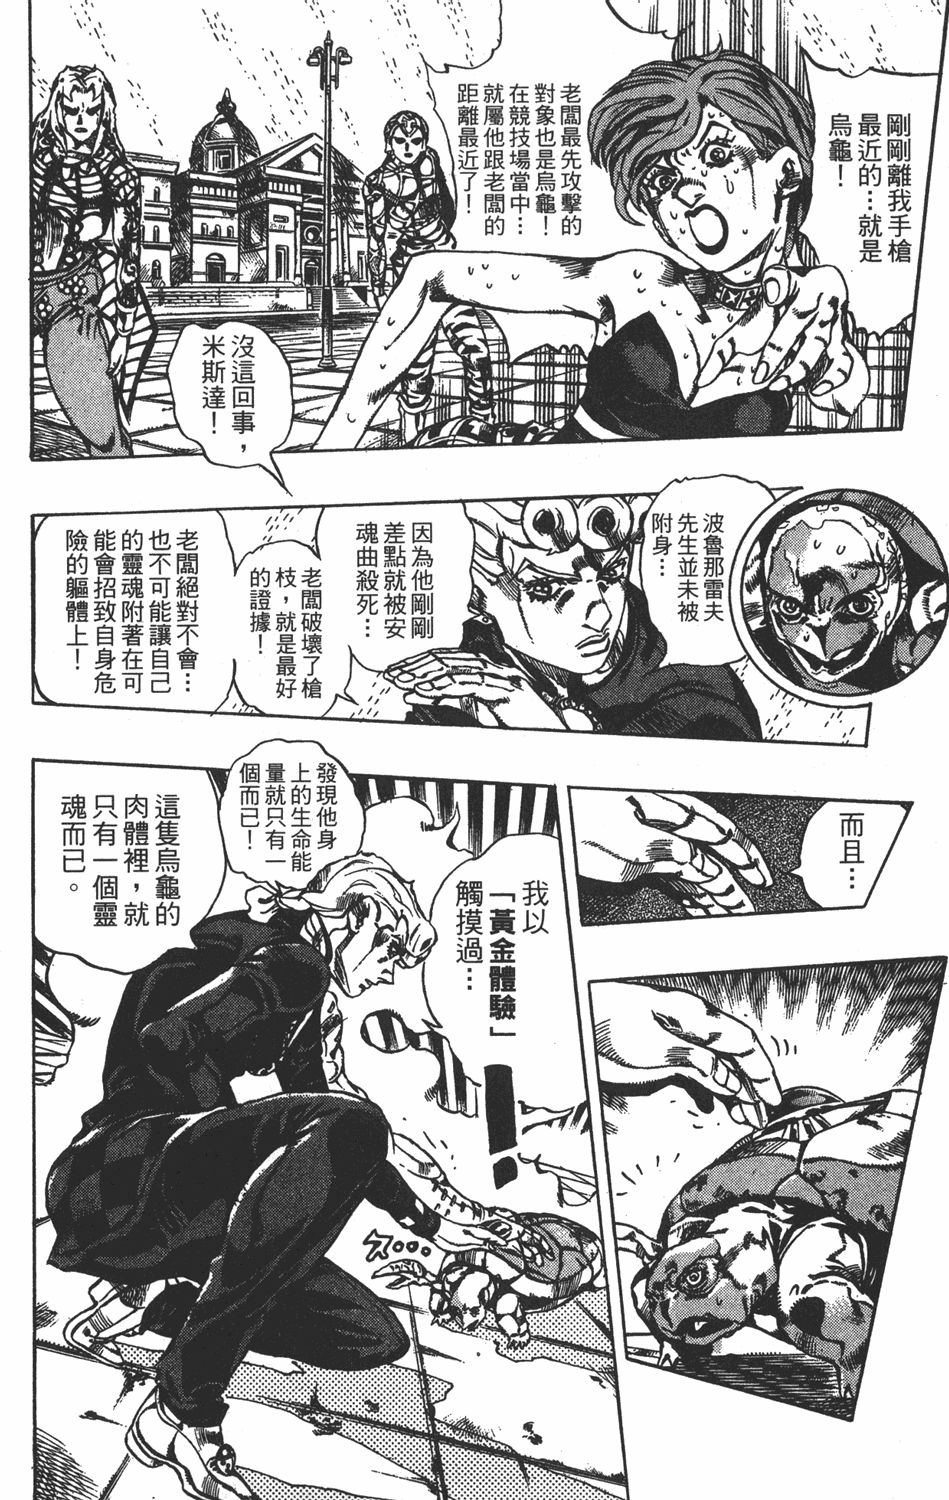 剛剛離我手槍
最近的…就是
烏龜！
老闆最先攻擊的
對象也是烏龜！
在競技場當中…
就屬他跟老闆的
距離最近了！
沒這回事，
米斯達！
波魯那雷夫
先生並未被
附身…
因為他剛剛
差點就被安
魂曲殺死…
老闆破壞了槍
枝，就是最好
的證據！
老闆絕對不會…
也不可能讓自己
的靈魂附著在可
能會招致自身危
險的軀體上！
而且…
我以
「黃金體驗」
觸摸過…
！
ス…
發現他身
上的生命能
量就只有一
個而已！
這隻烏龜的
肉體裡，就
只有一個靈
魂而已。